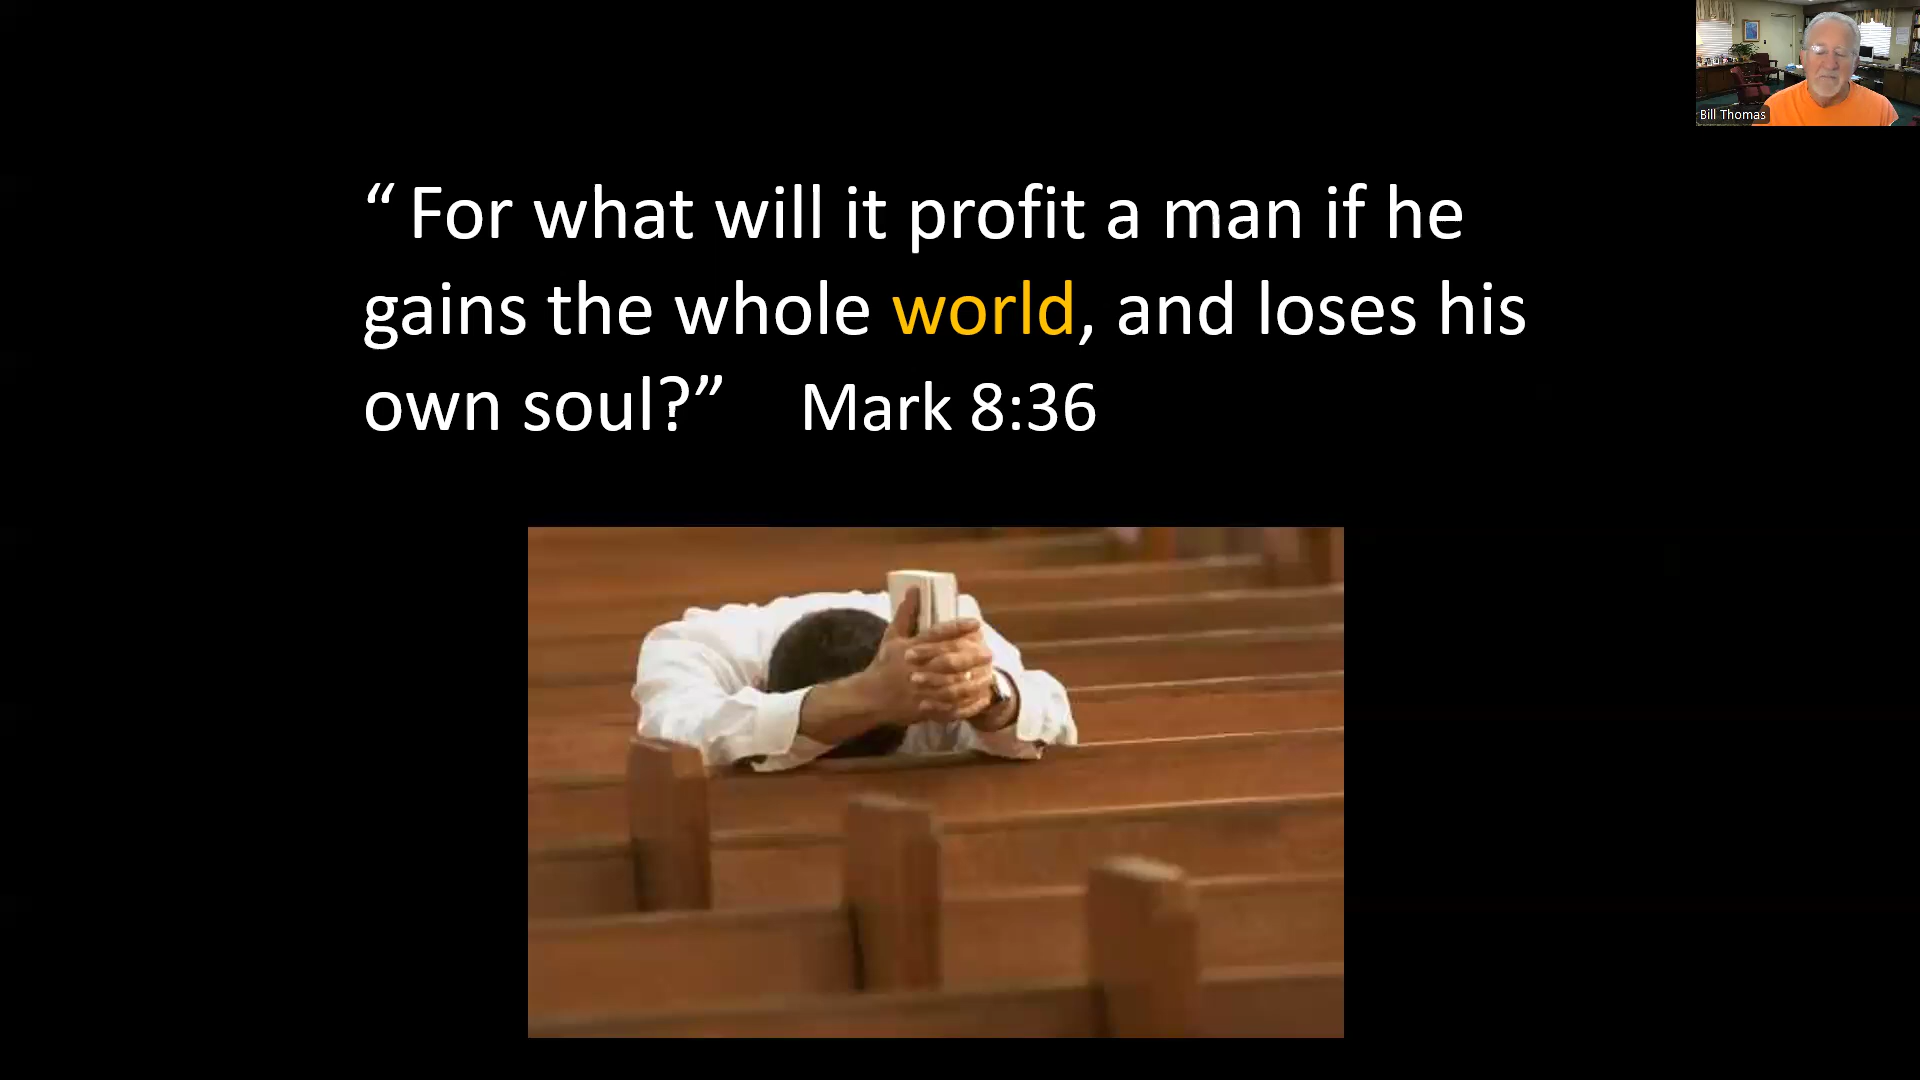 Bill Thomas
“ For what will it profit a man if he
gains the whole world, and loses his
own soul?” Mark 8:36